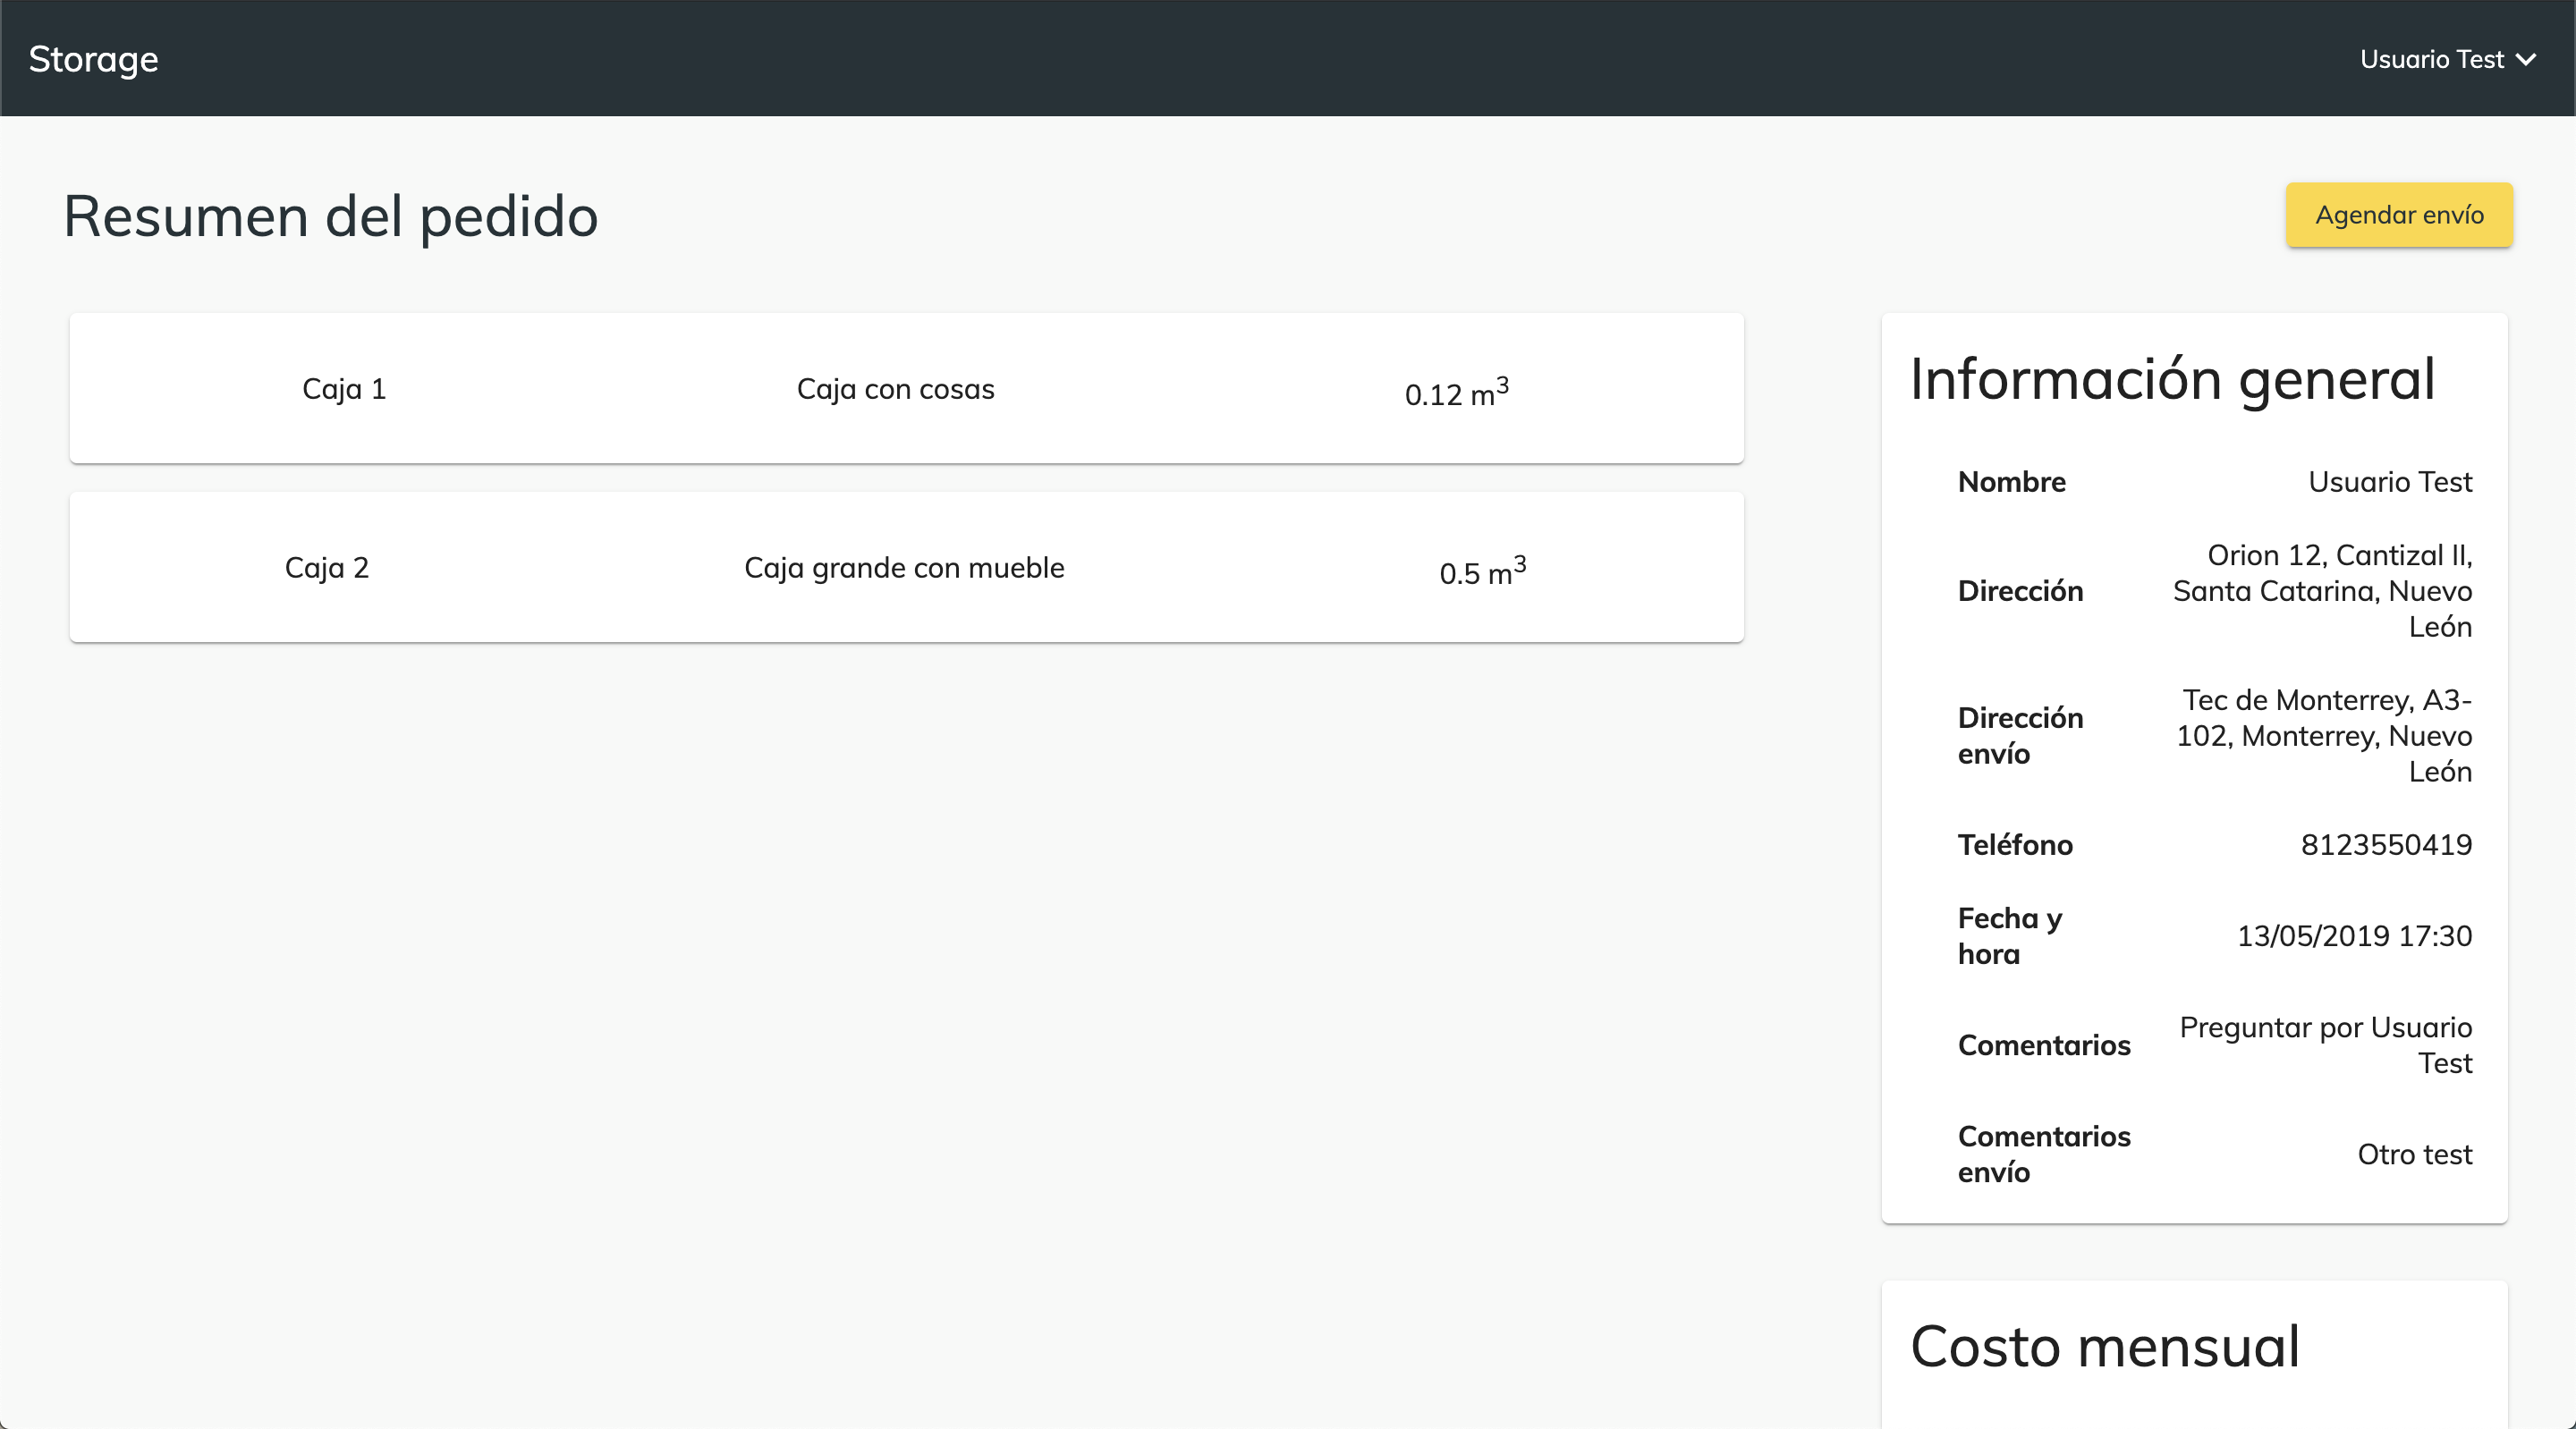 Storage
Usuario Test
Resumen del pedido
Agendar envío
Caja 1
Caja con cosas
0.12 m³
Caja 2
Caja grande con mueble
0.5 m³
Información general
Nombre
Usuario Test
Dirección
Orion 12, Cantizal II,
Santa Catarina, Nuevo
León
Dirección
envío
Tec de Monterrey, A3-
102, Monterrey, Nuevo
León
Teléfono
8123550419
Fecha y
hora
13/05/2019 17:30
Comentarios
Preguntar por Usuario
Test
Comentarios
envío
Otro test
Costo mensual